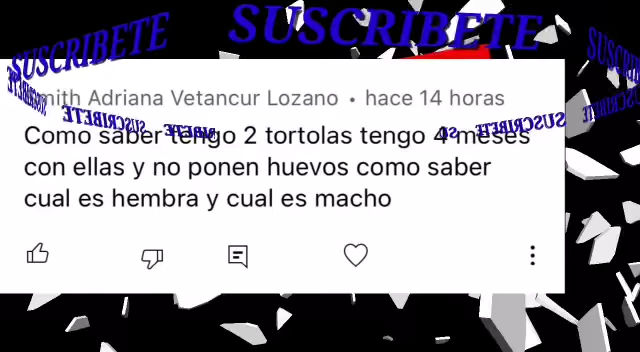 SUSCRIBETE
SUSCRIBETE
mith Adriana Vetancur Lozano • hace 14 horas
SUSCRIBETE
Como saber tengo 2 tortolas tengo 4 meses
con ellas y no ponen huevos como saber
cual es hembra y cual es macho